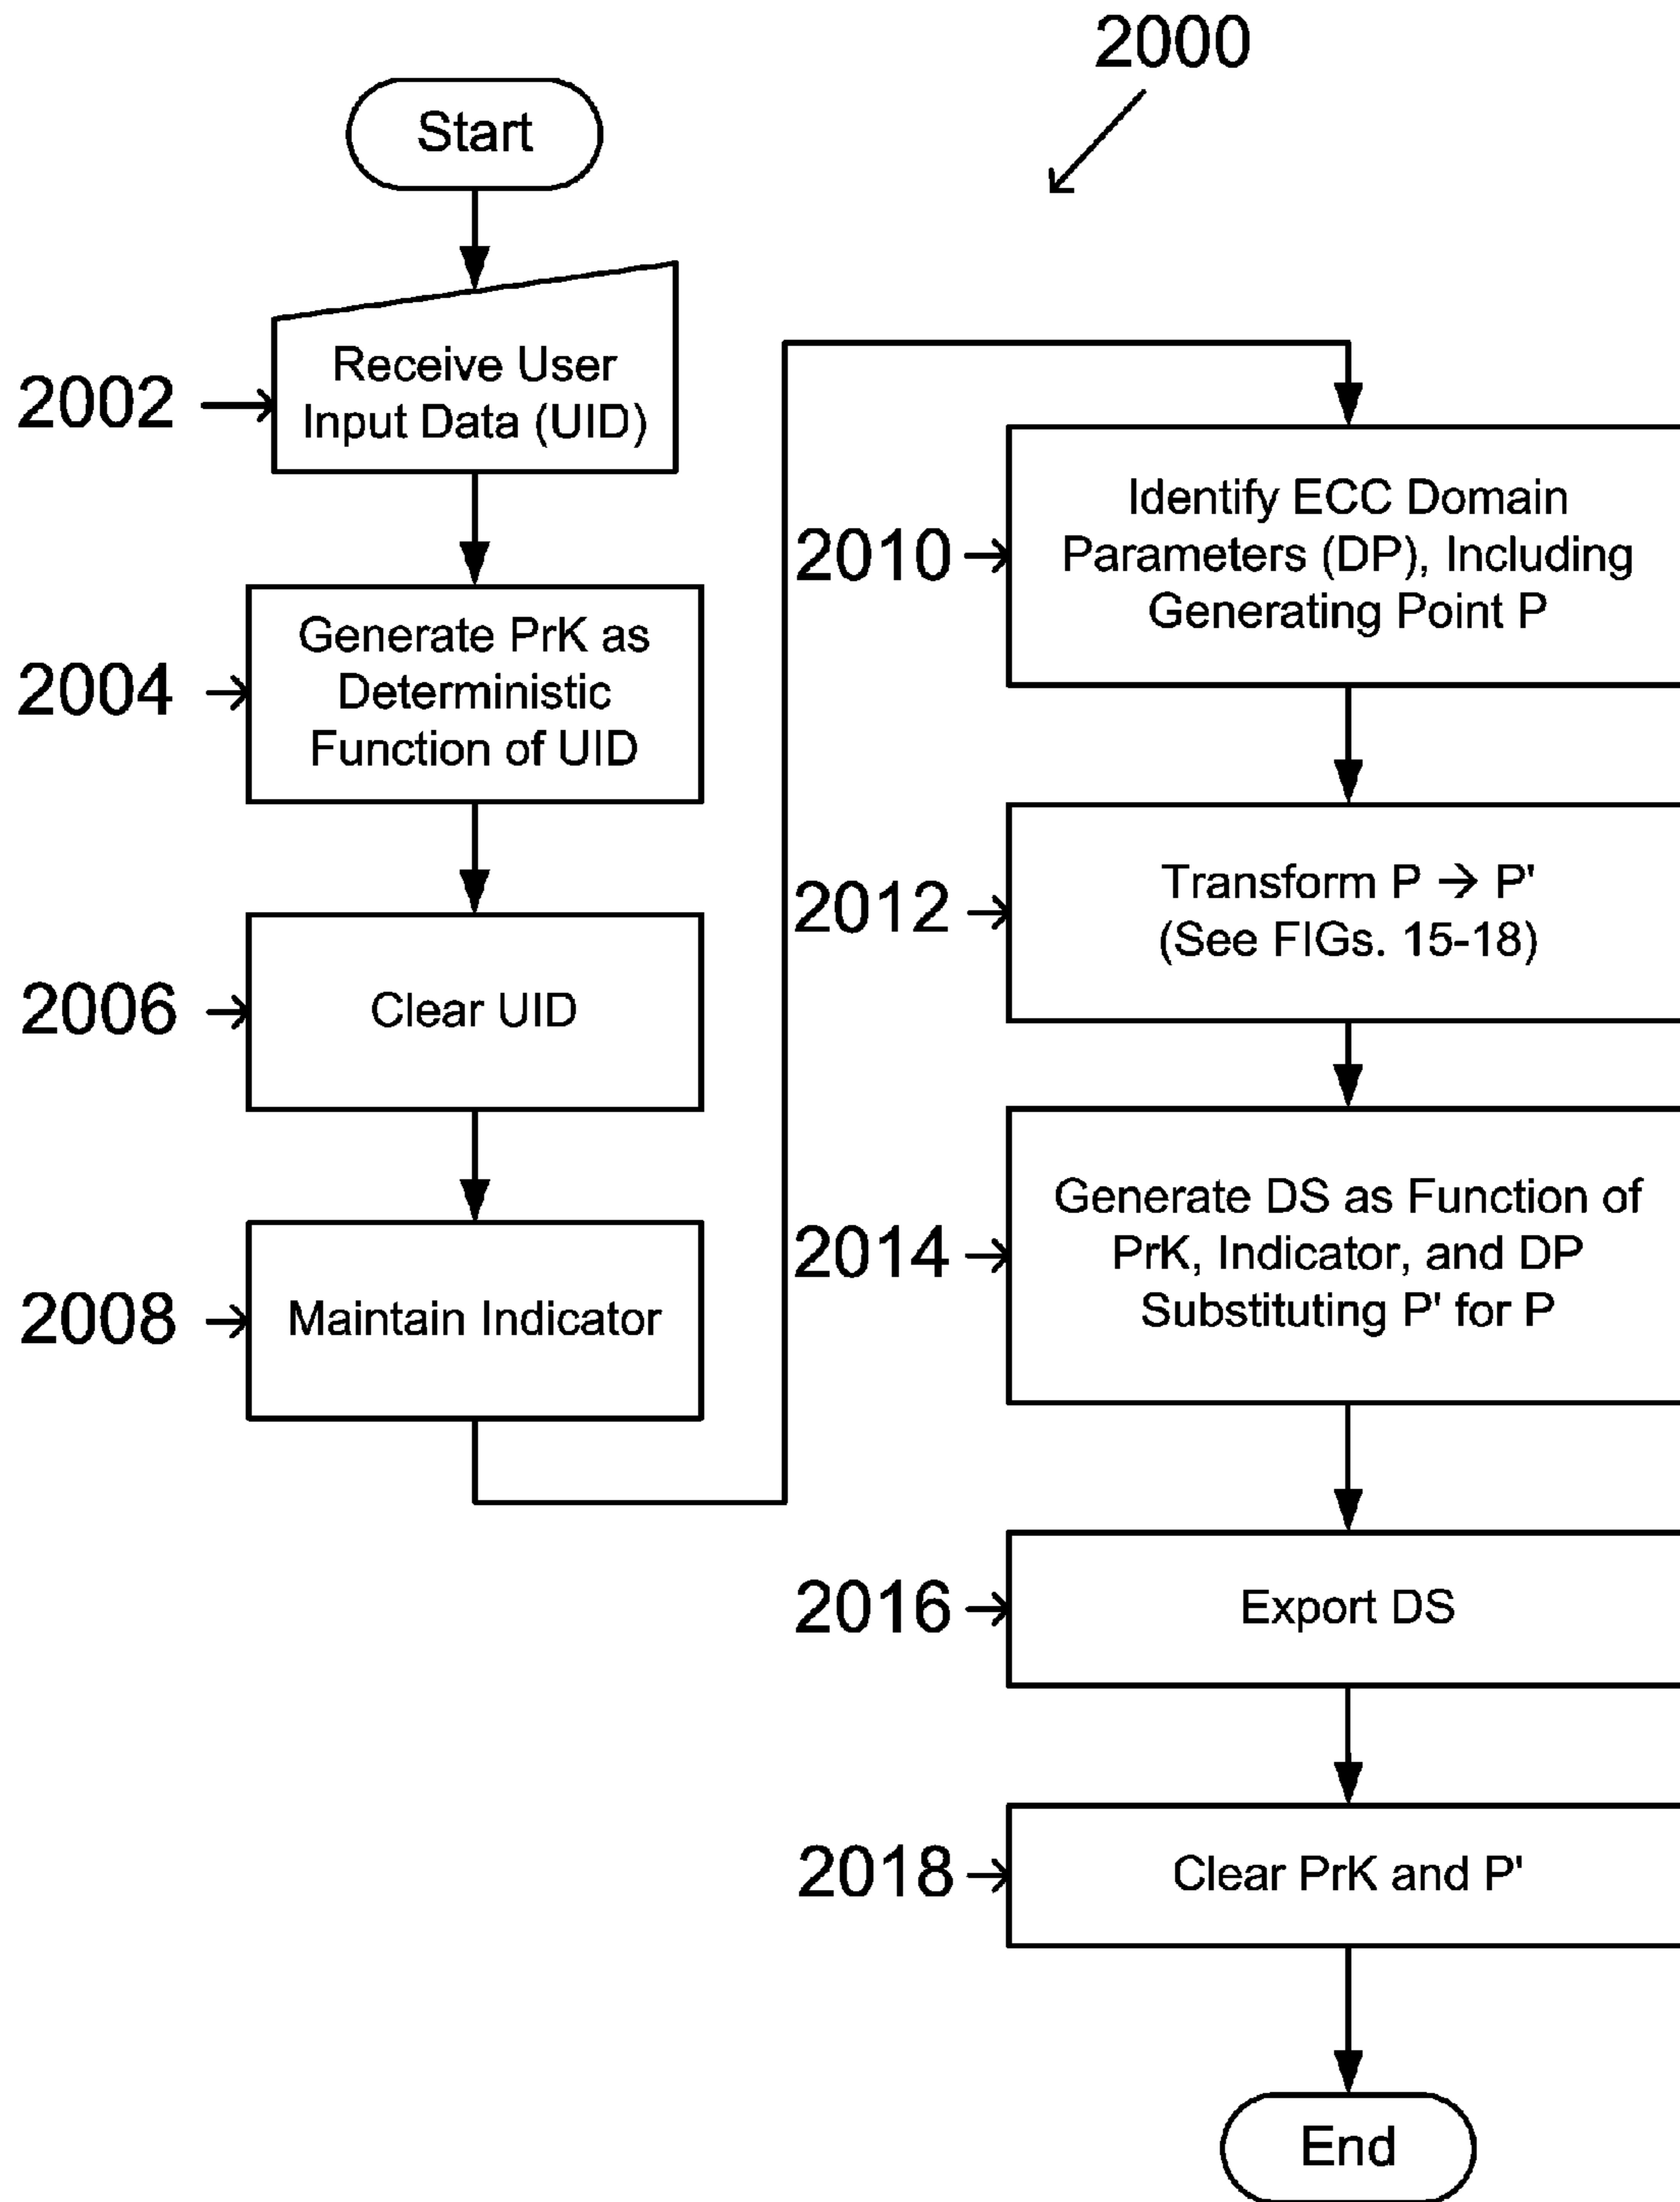 2000
Start
2002
Receive User
Input Data (UID)
2004
Generate PrK as
Deterministic
Function of UID
2006
Clear UID
2008
Maintain Indicator
2010
Identify ECC Domain
Parameters (DP), Including
Generating Point P
2012
Transform P → P'
(See FIGs. 15-18)
2014
Generate DS as Function of
PrK, Indicator, and DP
Substituting P' for P
2016
Export DS
2018
Clear PrK and P'
End